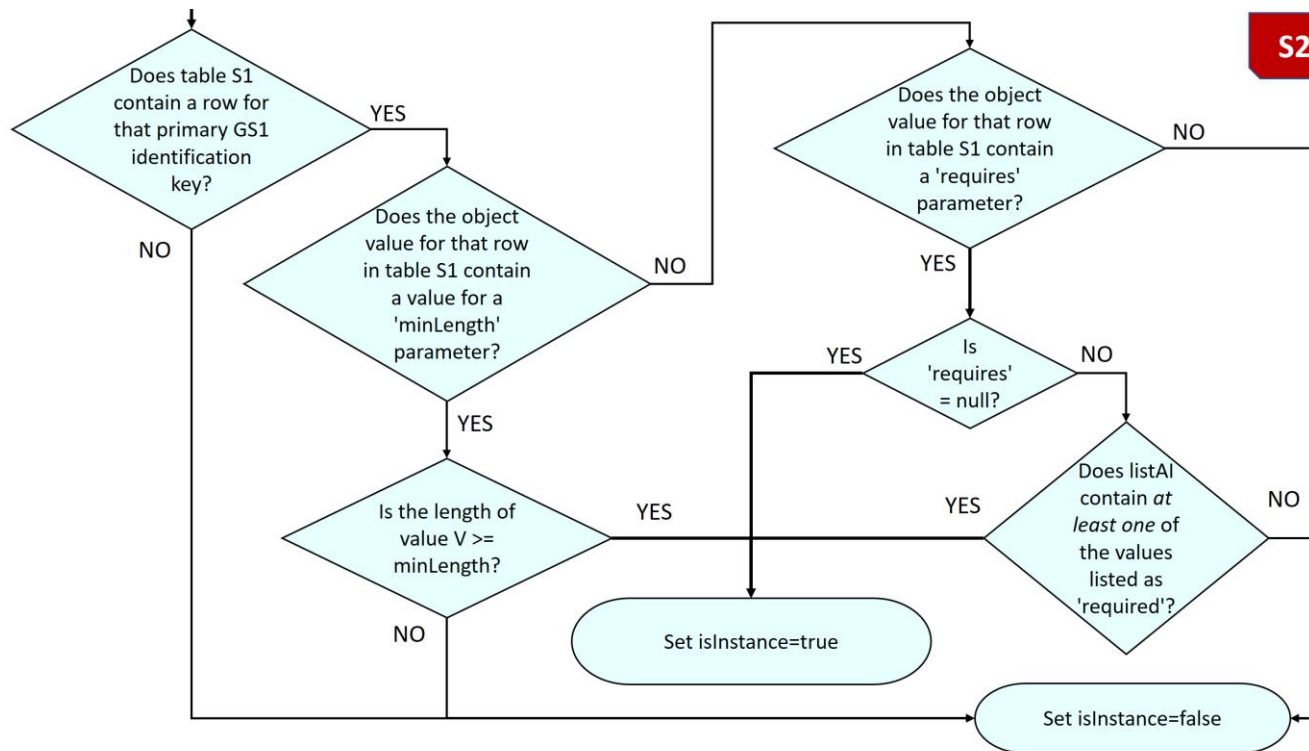 S2
Does table S1
contain a row for
that primary GS1
identification
key?
YES
NO
Does the object
value for that row
in table S1 contain
a value for a
'minLength'
parameter?
NO
YES
Does the object
value for that row
in table S1 contain
a 'requires'
parameter?
NO
YES
Is
'requires'
= null?
YES
NO
Is the length of
value V >=
minLength?
YES
NO
Does listAI
contain at
least one of
the values
listed as
'required'?
YES
NO
Set isInstance=true
Set isInstance=false